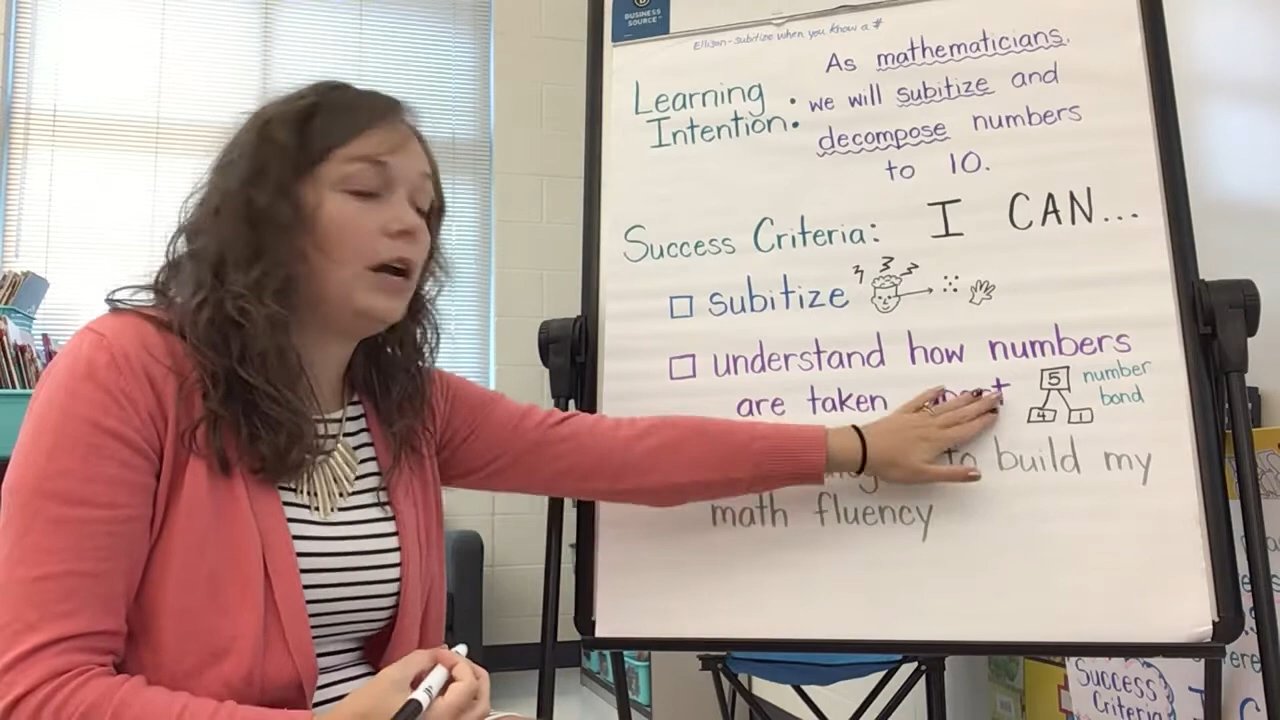 BUSINESS
SOURCE
Ellison-subitize when you know a #
Learning
Intention:
As mathematicians,
we will subitize and
decompose numbers
to 10.
Success Criteria: I CAN...
subitize
understand how numbers
are taken
5
4 1
number
bond
to build my
math fluency
Success
Criteria